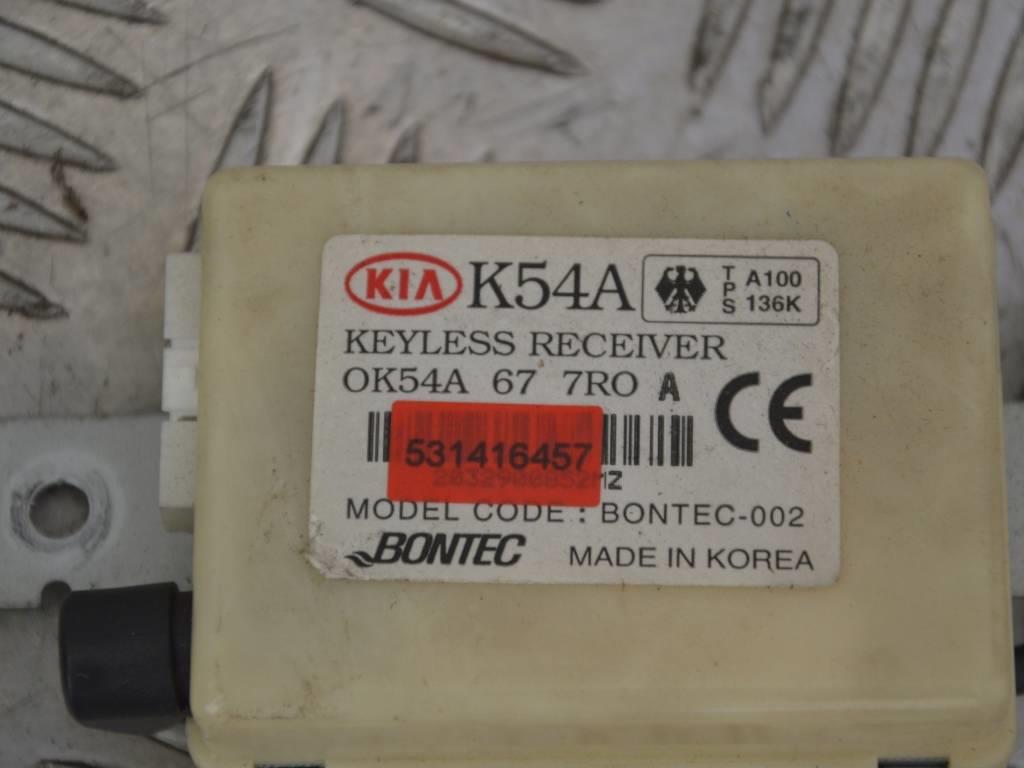 KIA K54A TPS A100 136K
KEYLESS RECEIVER
OK54A 67 7RO A
CE
531416457
MODEL CODE : BONTEC-002
BONTEC MADE IN KOREA